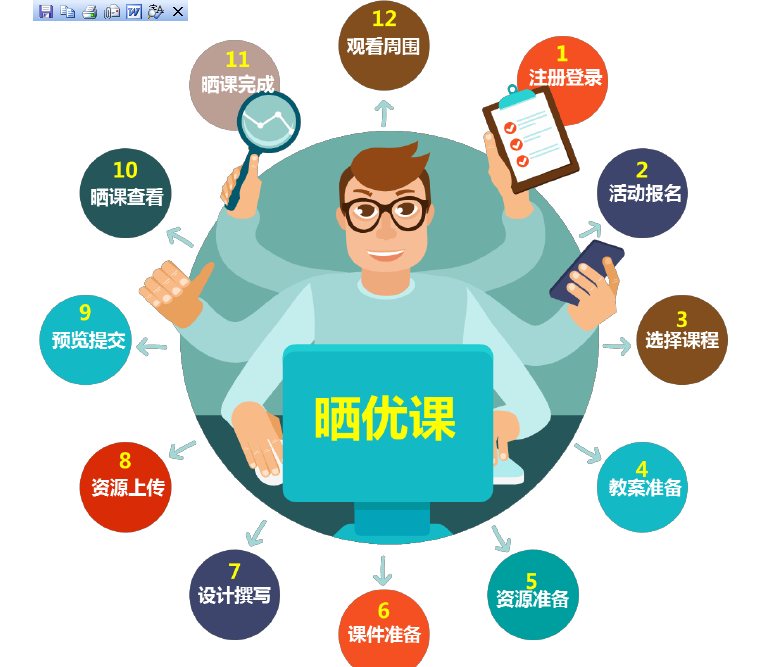 12
观看周围
1
注册登录
2
活动报名
3
选择课程
4
教案准备
5
资源准备
6
课件准备
7
设计撰写
8
资源上传
9
预览提交
10
晒课查看
11
晒课完成
晒优课